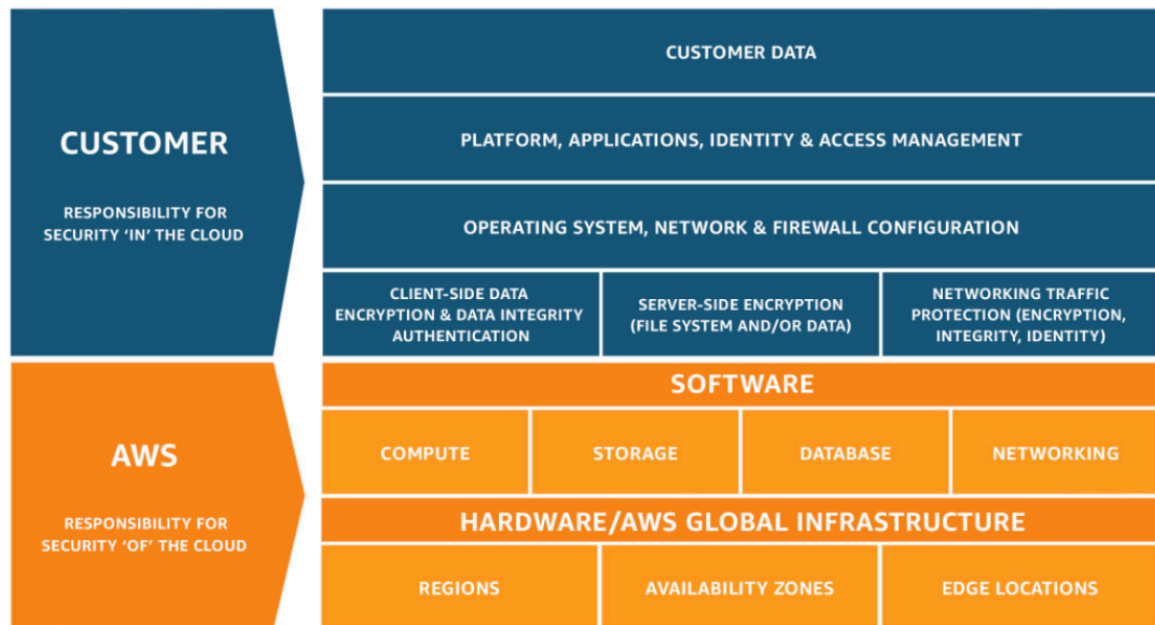 CUSTOMER
RESPONSIBILITY FOR
SECURITY ‘IN’ THE CLOUD
CUSTOMER DATA
PLATFORM, APPLICATIONS, IDENTITY & ACCESS MANAGEMENT
OPERATING SYSTEM, NETWORK & FIREWALL CONFIGURATION
CLIENT-SIDE DATA
ENCRYPTION & DATA INTEGRITY
AUTHENTICATION
SERVER-SIDE ENCRYPTION
(FILE SYSTEM AND/OR DATA)
NETWORKING TRAFFIC
PROTECTION (ENCRYPTION,
INTEGRITY, IDENTITY)
AWS
RESPONSIBILITY FOR
SECURITY ‘OF’ THE CLOUD
SOFTWARE
COMPUTE
STORAGE
DATABASE
NETWORKING
HARDWARE/AWS GLOBAL INFRASTRUCTURE
REGIONS
AVAILABILITY ZONES
EDGE LOCATIONS